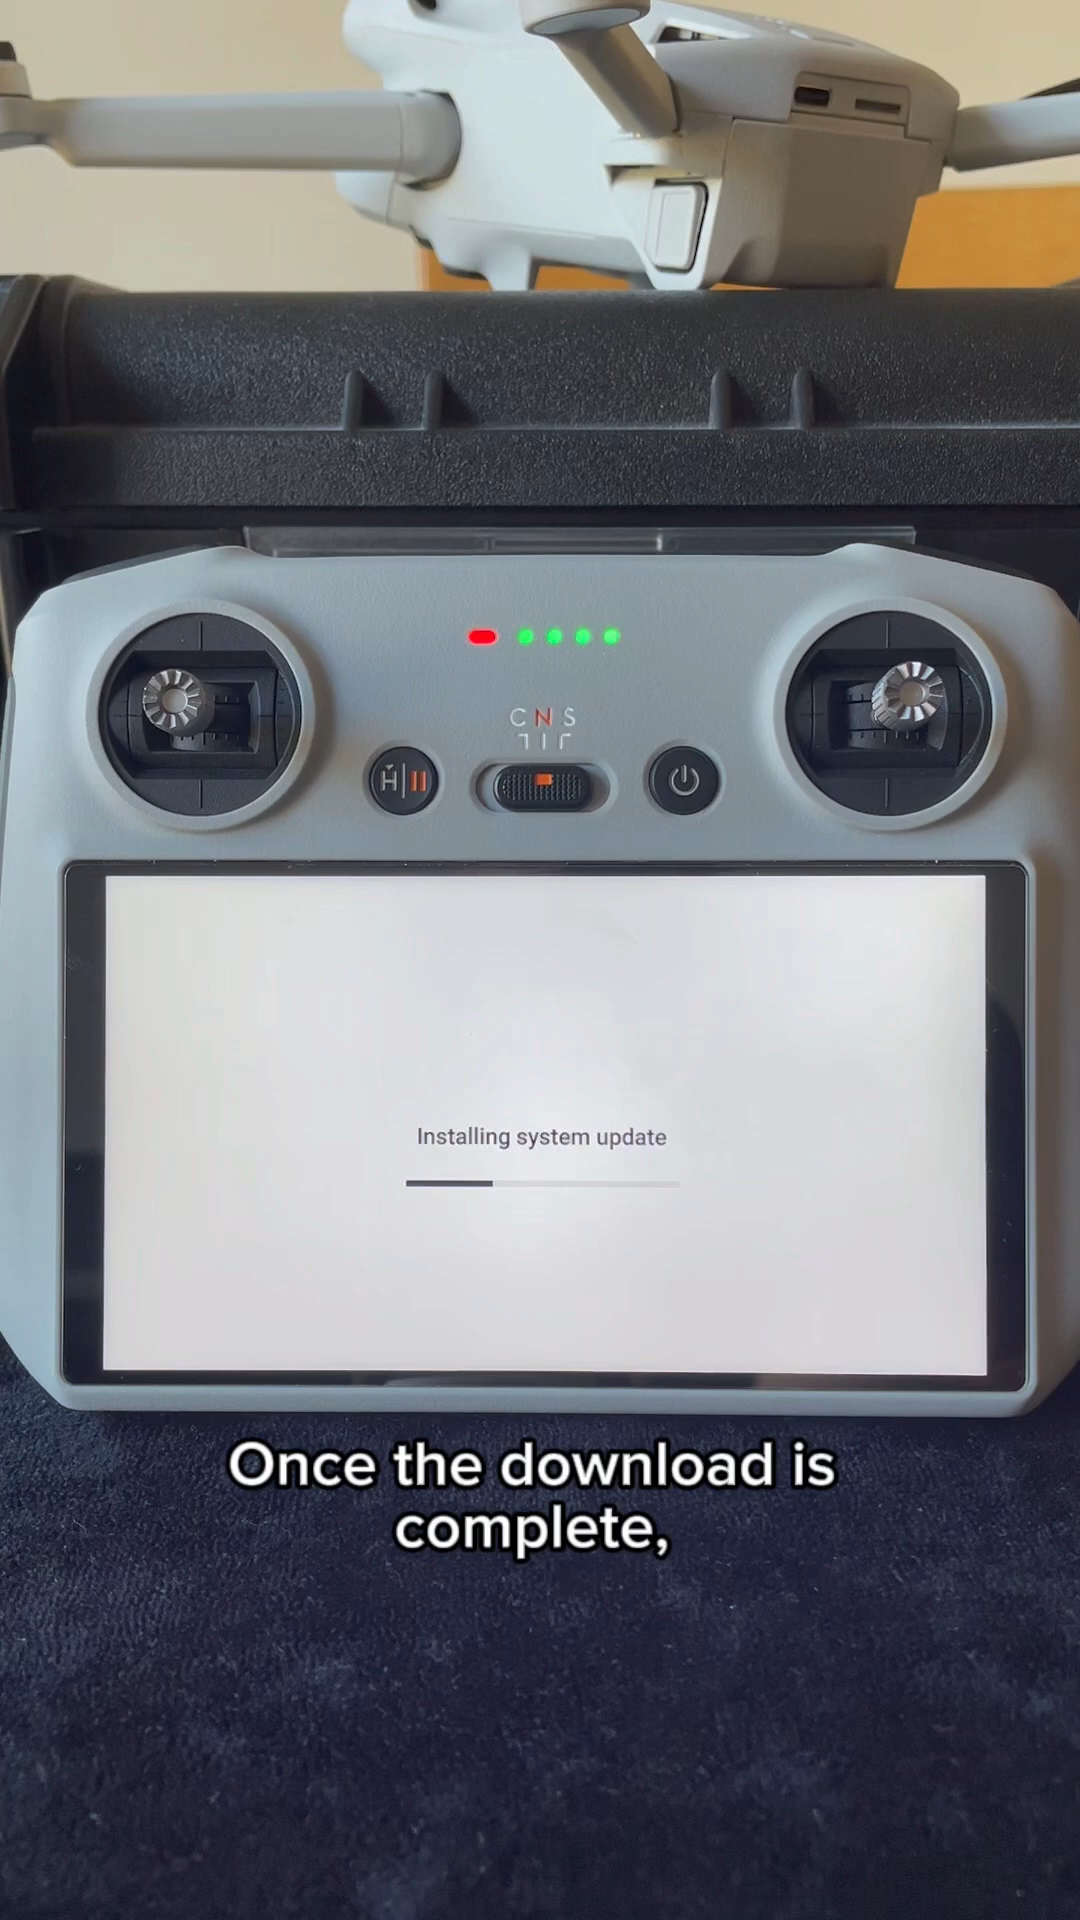 C N S
H
Installing system update
Once the download is
complete,